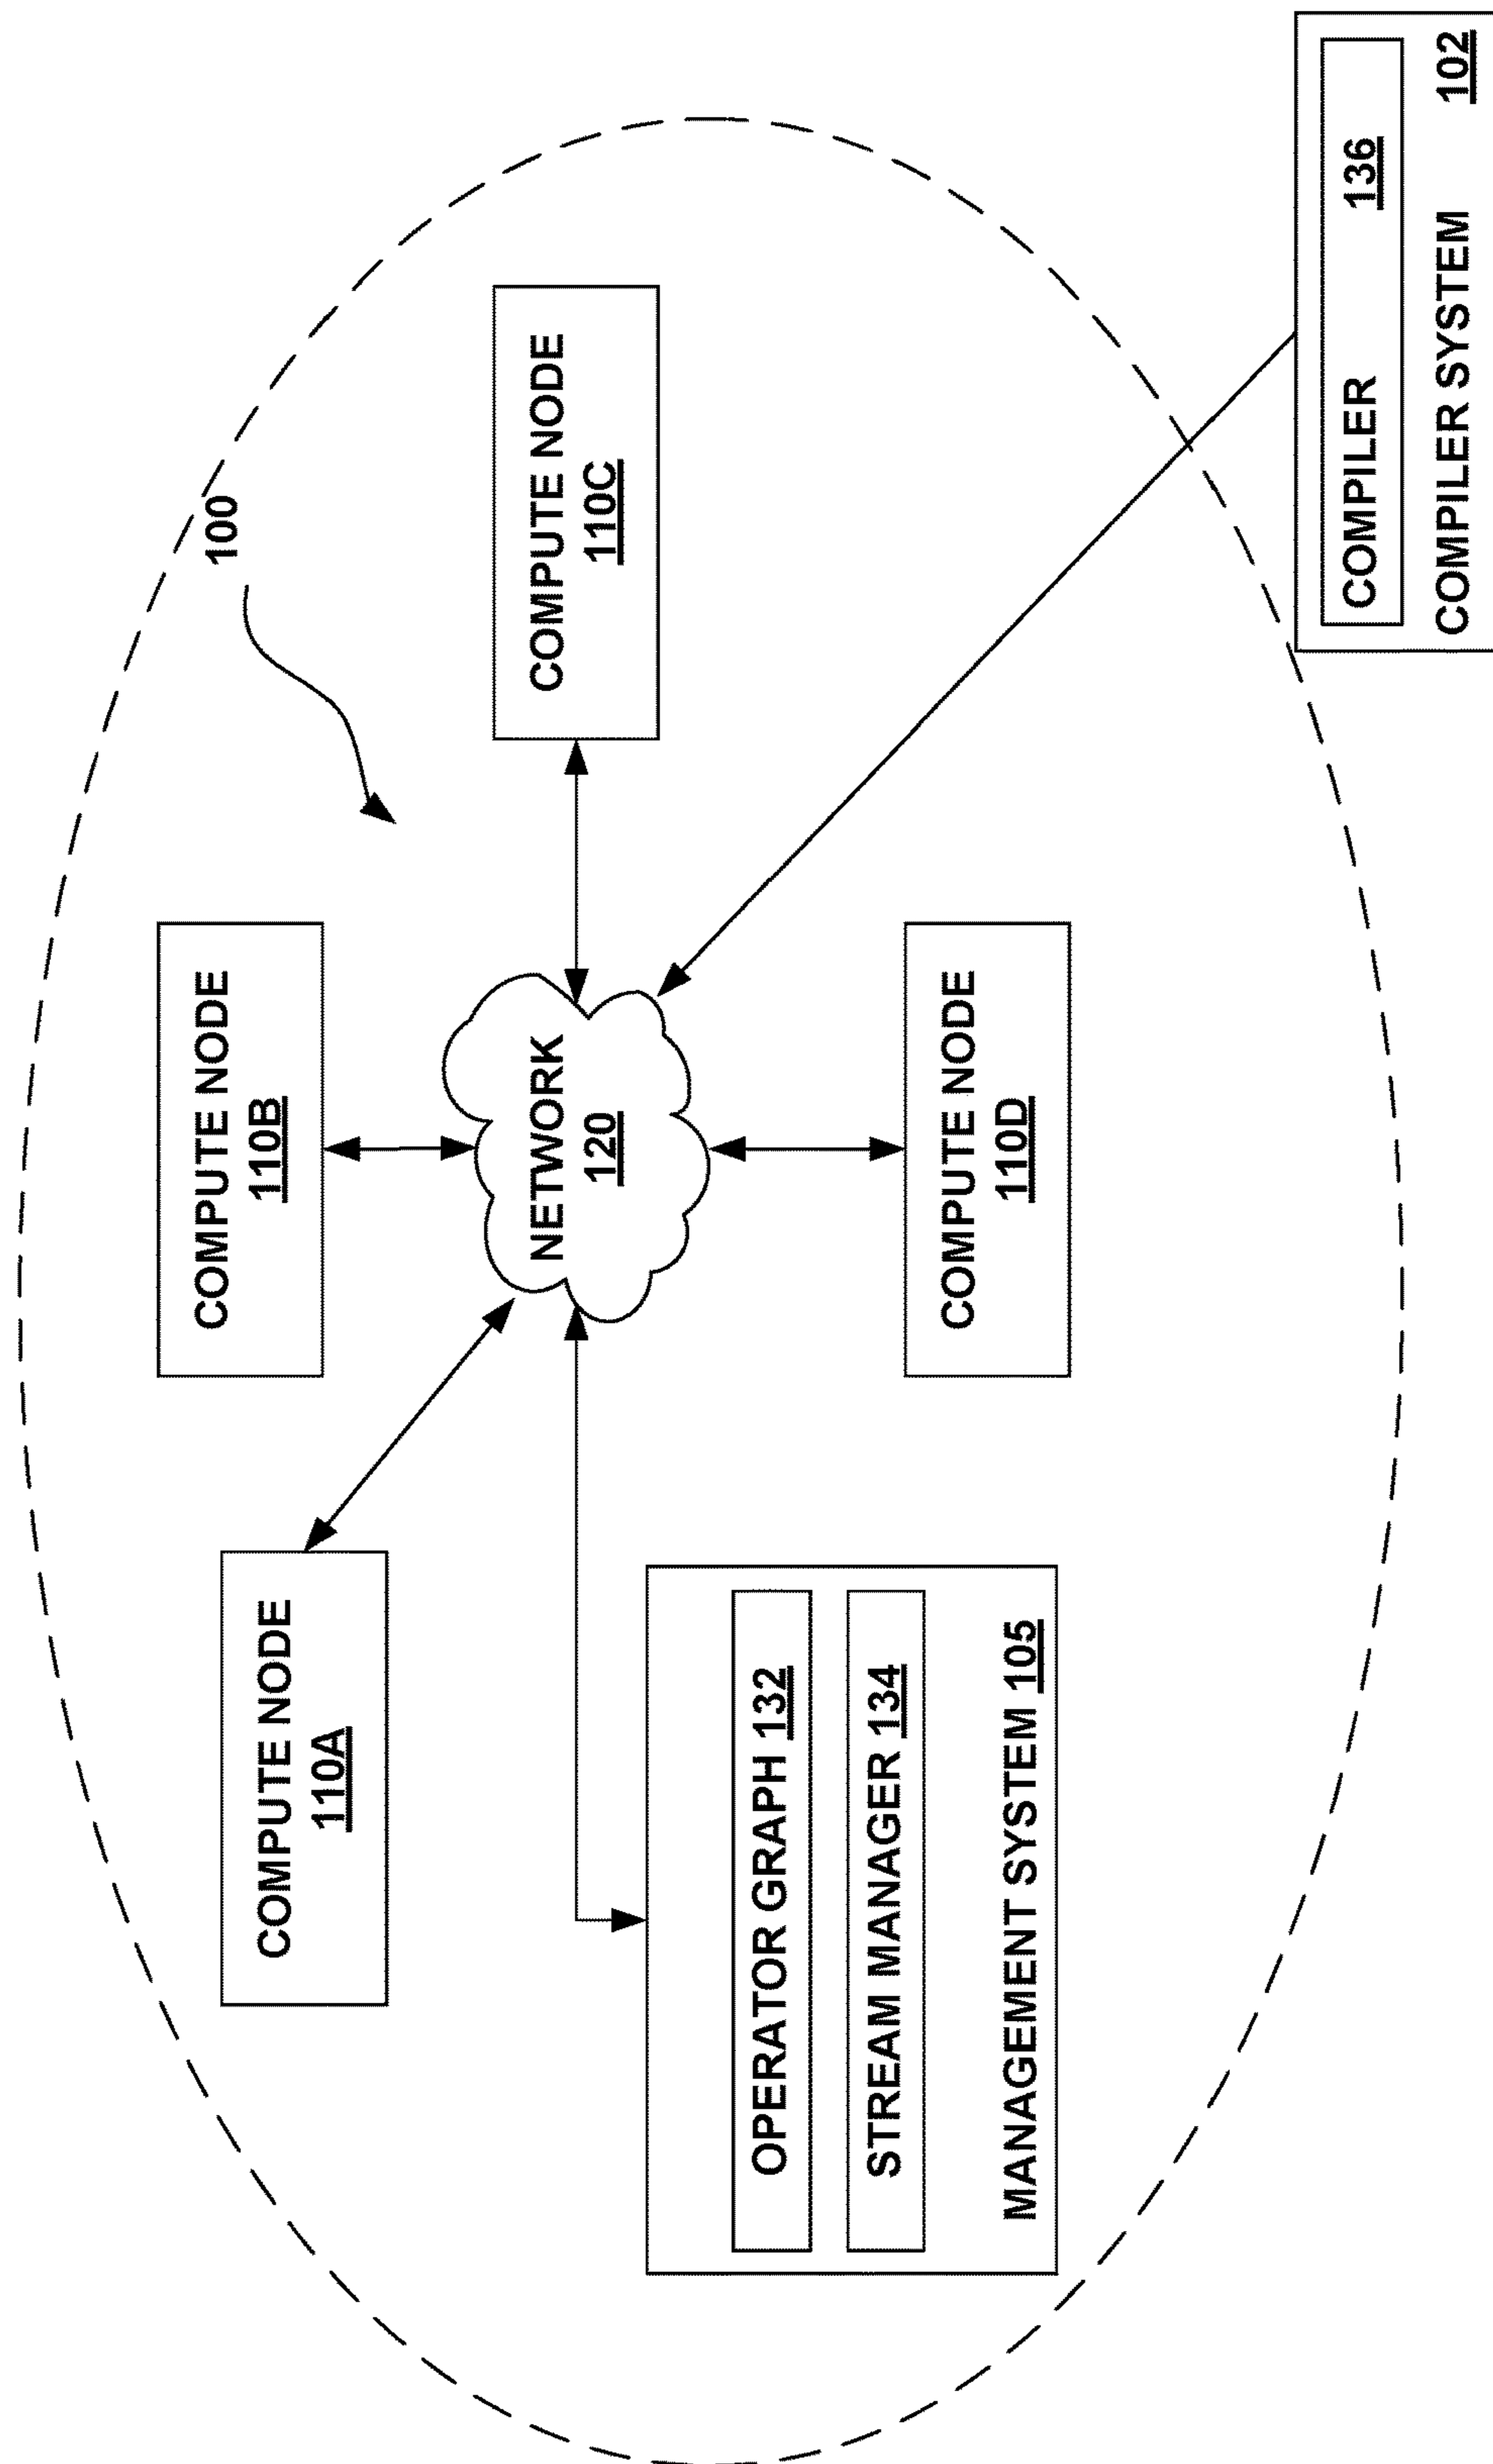 100
COMPUTE NODE
110B
COMPUTE NODE
110A
COMPUTE NODE
110C
NETWORK
120
OPERATOR GRAPH 132
STREAM MANAGER 134
MANAGEMENT SYSTEM 105
COMPUTE NODE
110D
COMPILER 136
COMPILER SYSTEM 102